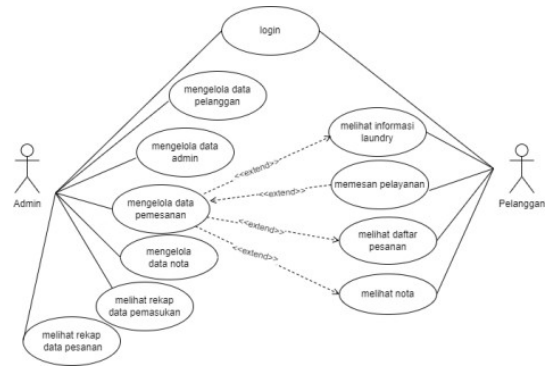 login
mengelola data
pelanggan
mengelola data
admin
Admin
mengelola data
pemesanan
mengelola
data nota
melihat rekap
data pemasukan
melihat rekap
data pesanan
<<extend>>
<<extend>>
<<extend>>
<<extend>>
melihat informasi
laundry
memesan pelayanan
melihat daftar
pesanan
melihat nota
Pelanggan